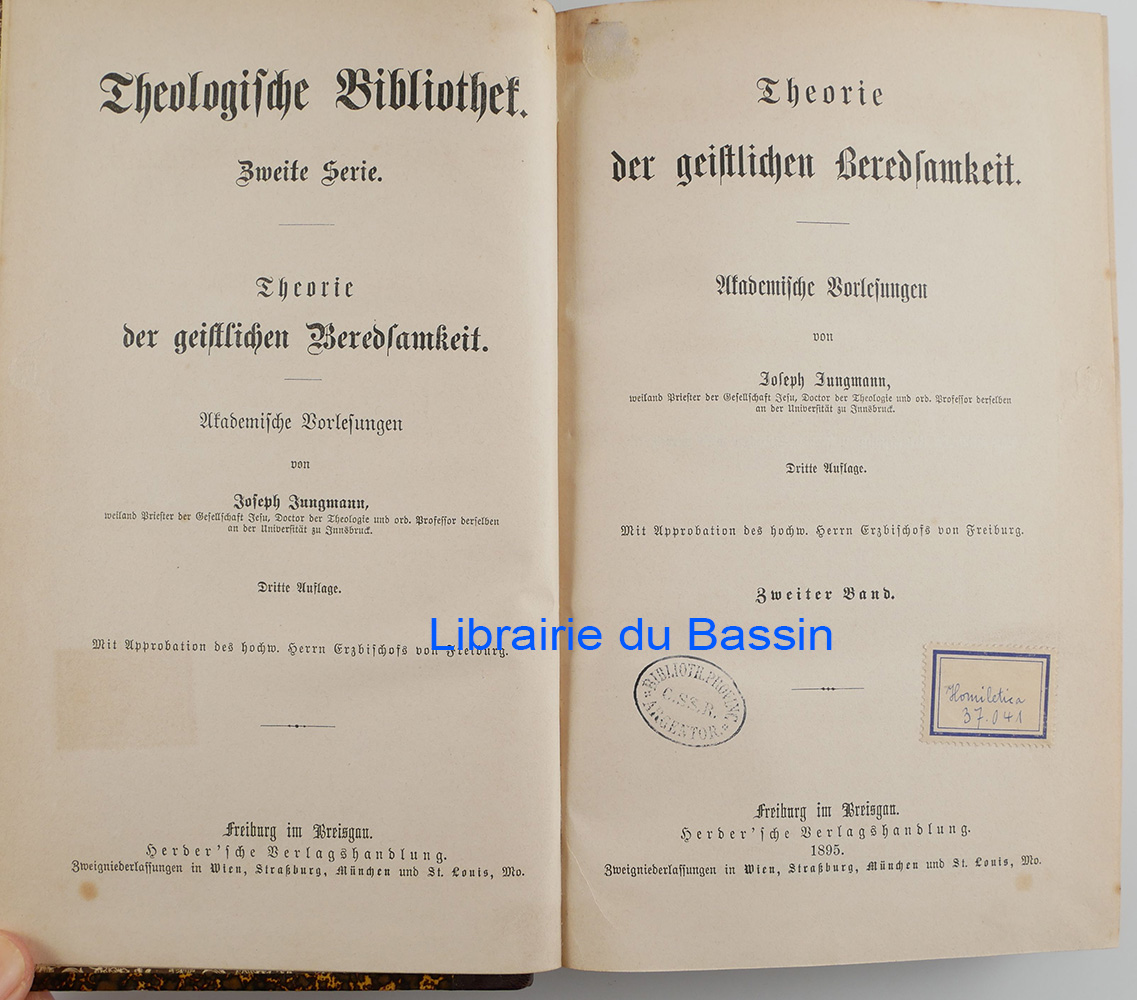 Theologische Bibliothek.
Zweite Serie.
Theorie
der geistlichen Beredsamkeit.
Akademische Vorlesungen
von
Joseph Jungmann,
weiland Priester der Gesellschaft Jesu, Doctor der Theologie und ord. Professor derselben
an der Universität zu Innsbruck.
Dritte Auflage.
Mit Approbation des hochw. Herrn Erzbischofs von Freiburg.
Freiburg im Breisgau.
Herder'sche Verlagshandlung.
Zweigniederlassungen in Wien, Straßburg, München und St. Louis, Mo.
Theorie
der geistlichen Beredsamkeit.
Akademische Vorlesungen
von
Joseph Jungmann,
weiland Priester der Gesellschaft Jesu, Doctor der Theologie und ord. Professor derselben
an der Universität zu Innsbruck.
Dritte Auflage.
Mit Approbation des hochw. Herrn Erzbischofs von Freiburg.
Zweiter Band.
Librairie du Bassin
BIBLIOTH. PROVINC.
C.SS.R.
ARGENTOR.
Homiletica
37.041
Freiburg im Breisgau.
Herder'sche Verlagshandlung.
1895.
Zweigniederlassungen in Wien, Straßburg, München und St. Louis, Mo.